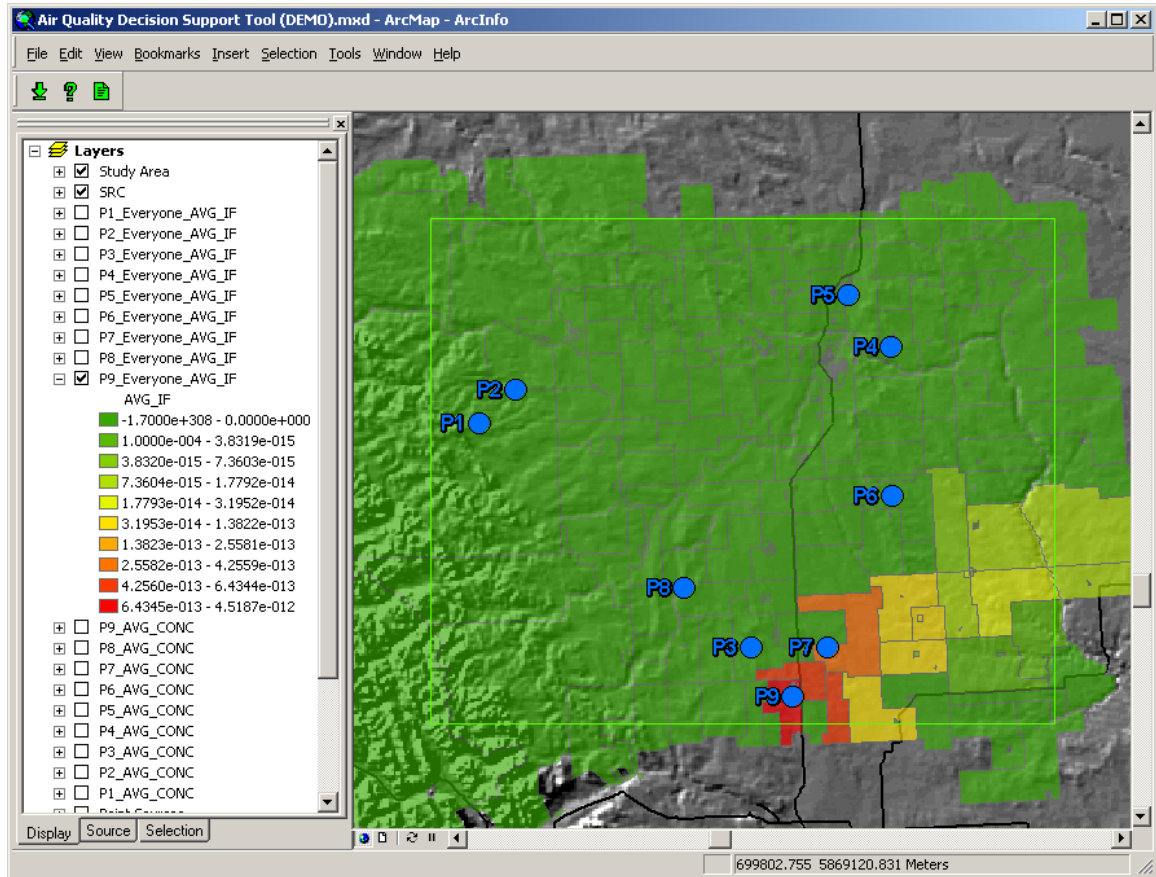 Air Quality Decision Support Tool (DEMO).mxd - ArcMap - ArcInfo
File Edit View Bookmarks Insert Selection Tools Window Help
Layers
Study Area
SRC
P1_Everyone_AVG_IF
P2_Everyone_AVG_IF
P3_Everyone_AVG_IF
P4_Everyone_AVG_IF
P5_Everyone_AVG_IF
P6_Everyone_AVG_IF
P7_Everyone_AVG_IF
P8_Everyone_AVG_IF
P9_Everyone_AVG_IF
AVG_IF
-1.7000e+308 - 0.0000e+000
1.0000e-004 - 3.8319e-015
3.8320e-015 - 7.3603e-015
7.3604e-015 - 1.7792e-014
1.7793e-014 - 3.1952e-014
3.1953e-014 - 1.3822e-013
1.3823e-013 - 2.5581e-013
2.5582e-013 - 4.2559e-013
4.2560e-013 - 6.4344e-013
6.4345e-013 - 4.5187e-012
P9_AVG_CONC
P8_AVG_CONC
P7_AVG_CONC
P6_AVG_CONC
P5_AVG_CONC
P4_AVG_CONC
P3_AVG_CONC
P2_AVG_CONC
P1_AVG_CONC
Display Source Selection
P5
P4
P2
P1
P6
P8
P3 P7
P9
699802.755 5869120.831 Meters